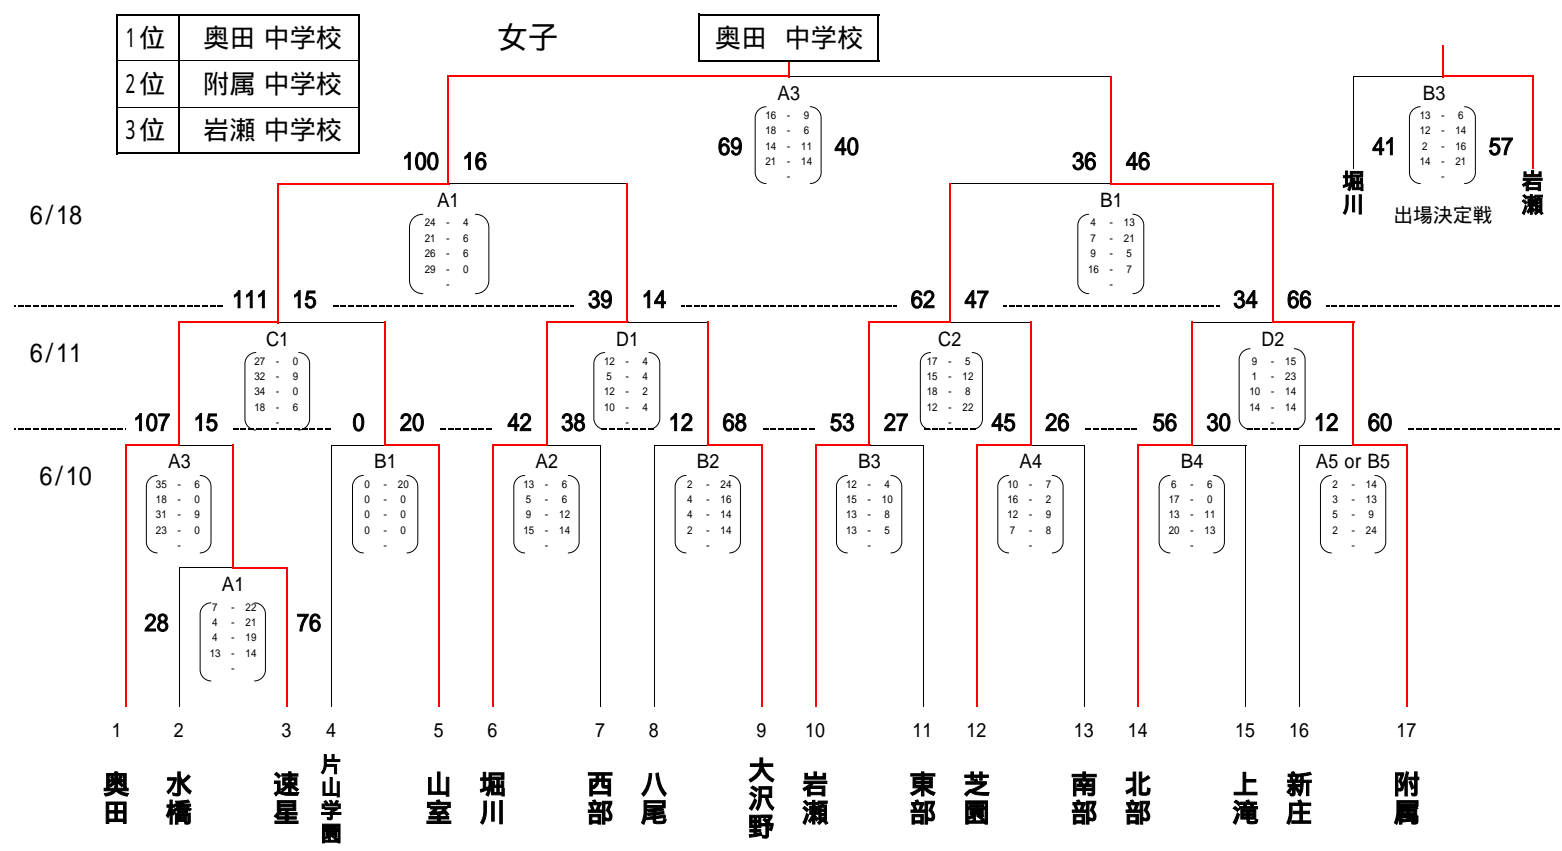 1位 奥田 中学校
2位 附属 中学校
3位 岩瀬 中学校
女子
奥田 中学校
A3
16 - 9
18 - 6
14 - 11
21 - 14
-
69 40
B3
13 - 6
12 - 14
2 - 16
14 - 21
-
41 57
堀川
岩瀬
出場決定戦
6/18
100 16
A1
24 - 4
21 - 6
26 - 6
29 - 0
-
36 46
B1
4 - 13
7 - 21
9 - 5
16 - 7
-
6/11
111 15
C1
27 - 0
32 - 9
34 - 0
18 - 6
-
39 14
D1
12 - 4
5 - 4
12 - 2
10 - 4
-
62 47
C2
17 - 5
15 - 12
18 - 8
12 - 22
-
34 66
D2
9 - 15
1 - 23
10 - 14
14 - 14
-
6/10
107 15
A3
35 - 6
18 - 0
31 - 9
23 - 0
-
0 20
B1
0 - 20
0 - 0
0 - 0
0 - 0
-
42 38
A2
13 - 6
5 - 6
9 - 12
15 - 14
-
12 68
B2
2 - 24
4 - 16
4 - 14
2 - 14
-
53 27
B3
12 - 4
15 - 10
13 - 8
13 - 5
-
45 26
A4
10 - 7
16 - 2
12 - 9
7 - 8
-
56 30
B4
6 - 6
17 - 0
13 - 11
20 - 13
-
12 60
A5 or B5
2 - 14
3 - 13
5 - 9
2 - 24
-
28 76
A1
7 - 22
4 - 21
4 - 19
13 - 14
-
1 2 3 4 5 6 7 8 9 10 11 12 13 14 15 16 17
奥田
水橋
速星
片山学園
山室
堀川
西部
八尾
大沢野
岩瀬
東部
芝園
南部
北部
上滝
新庄
附属